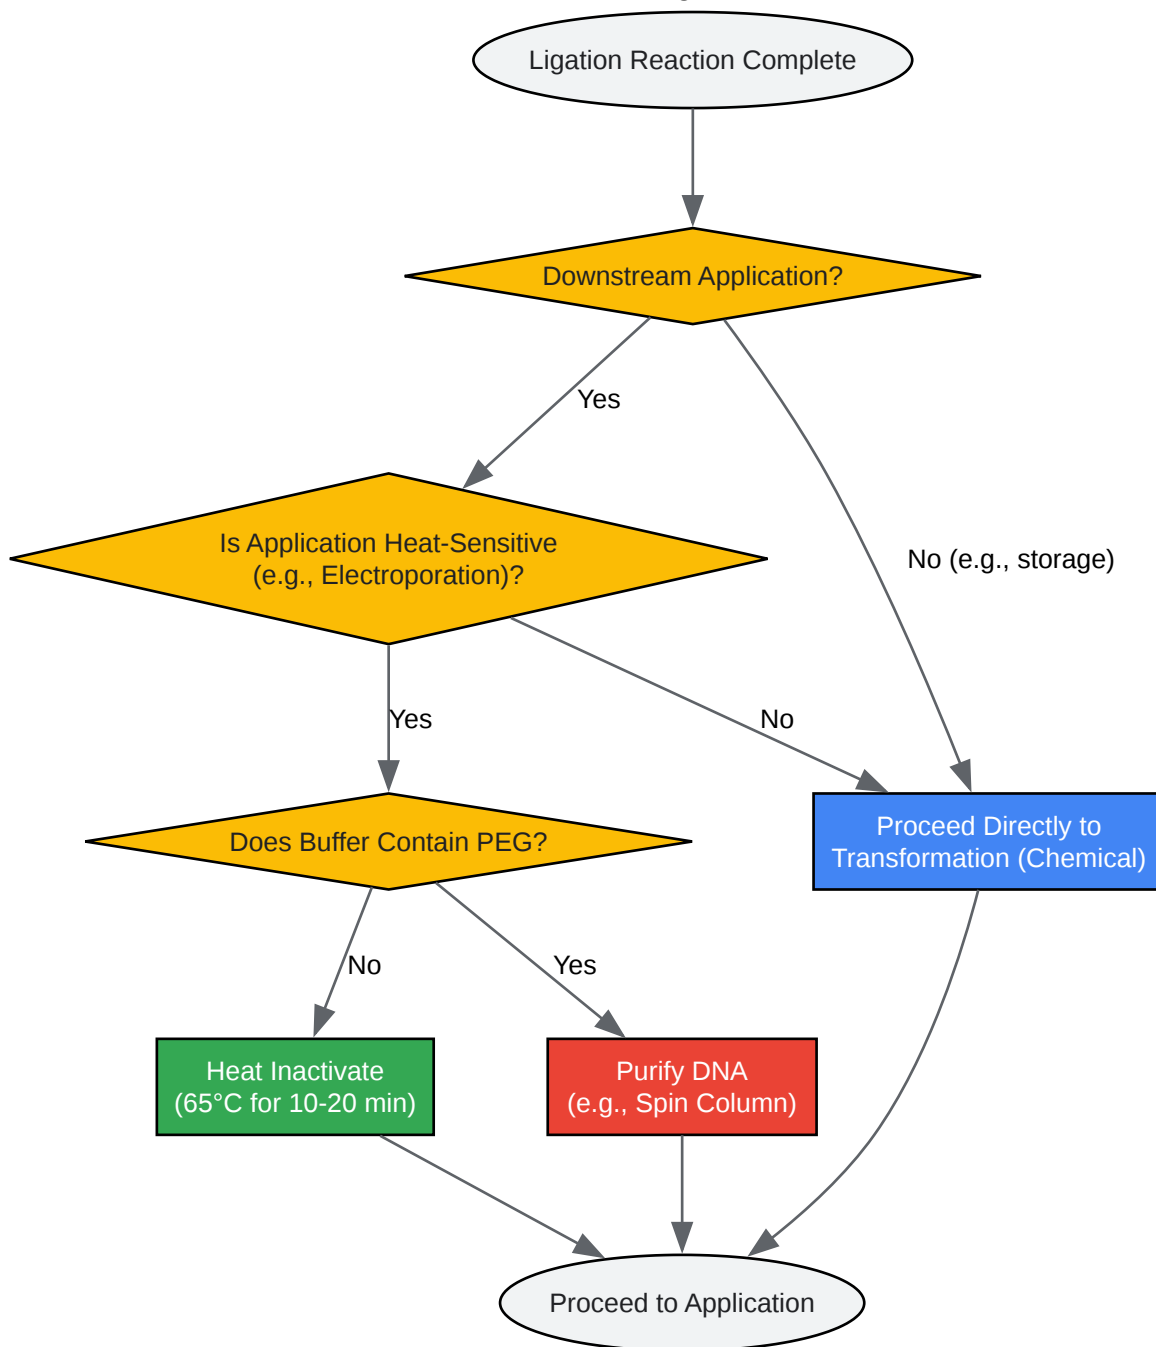 Ligation Reaction Complete
Downstream Application?
Yes
No (e.g., storage)
Is Application Heat-Sensitive
(e.g., Electroporation)?
Yes
No
Does Buffer Contain PEG?
Proceed Directly to
Transformation (Chemical)
No
Yes
Heat Inactivate
(65°C for 10-20 min)
Purify DNA
(e.g., Spin Column)
Proceed to Application